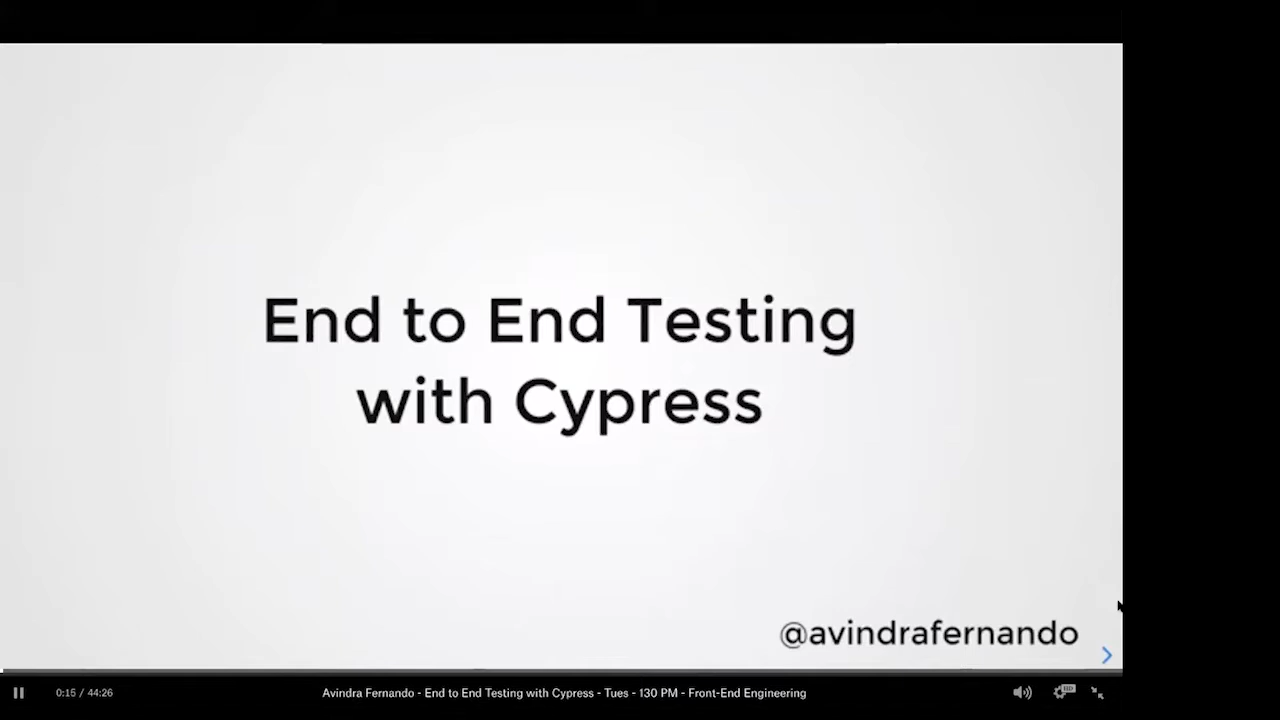 End to End Testing
with Cypress
@avindrafernando
0:15 / 44:26
Avindra Fernando - End to End Testing with Cypress - Tues - 130 PM - Front-End Engineering
HD